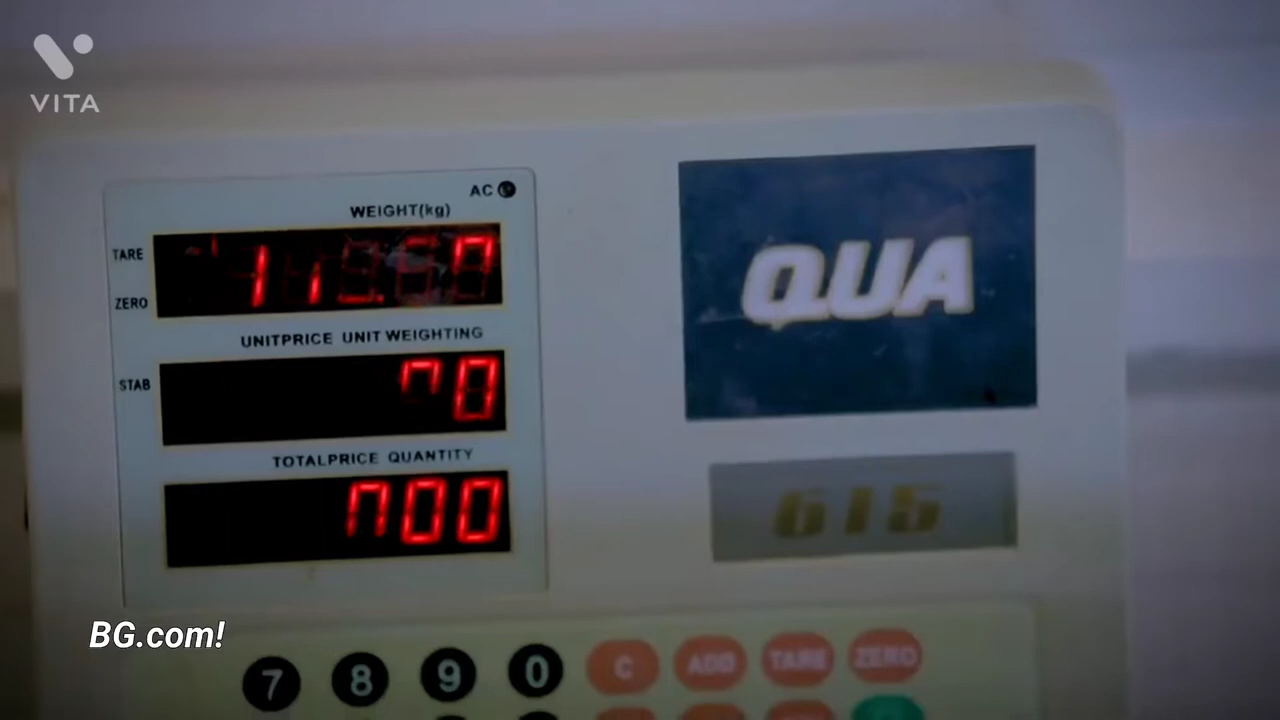 VITA
AC
WEIGHT(kg)
TARE
ZERO
UNITPRICE UNIT WEIGHTING
STAB
TOTALPRICE QUANTITY
QUA
615
BG.com!
7 8 9 0 C ADD TARE ZERO